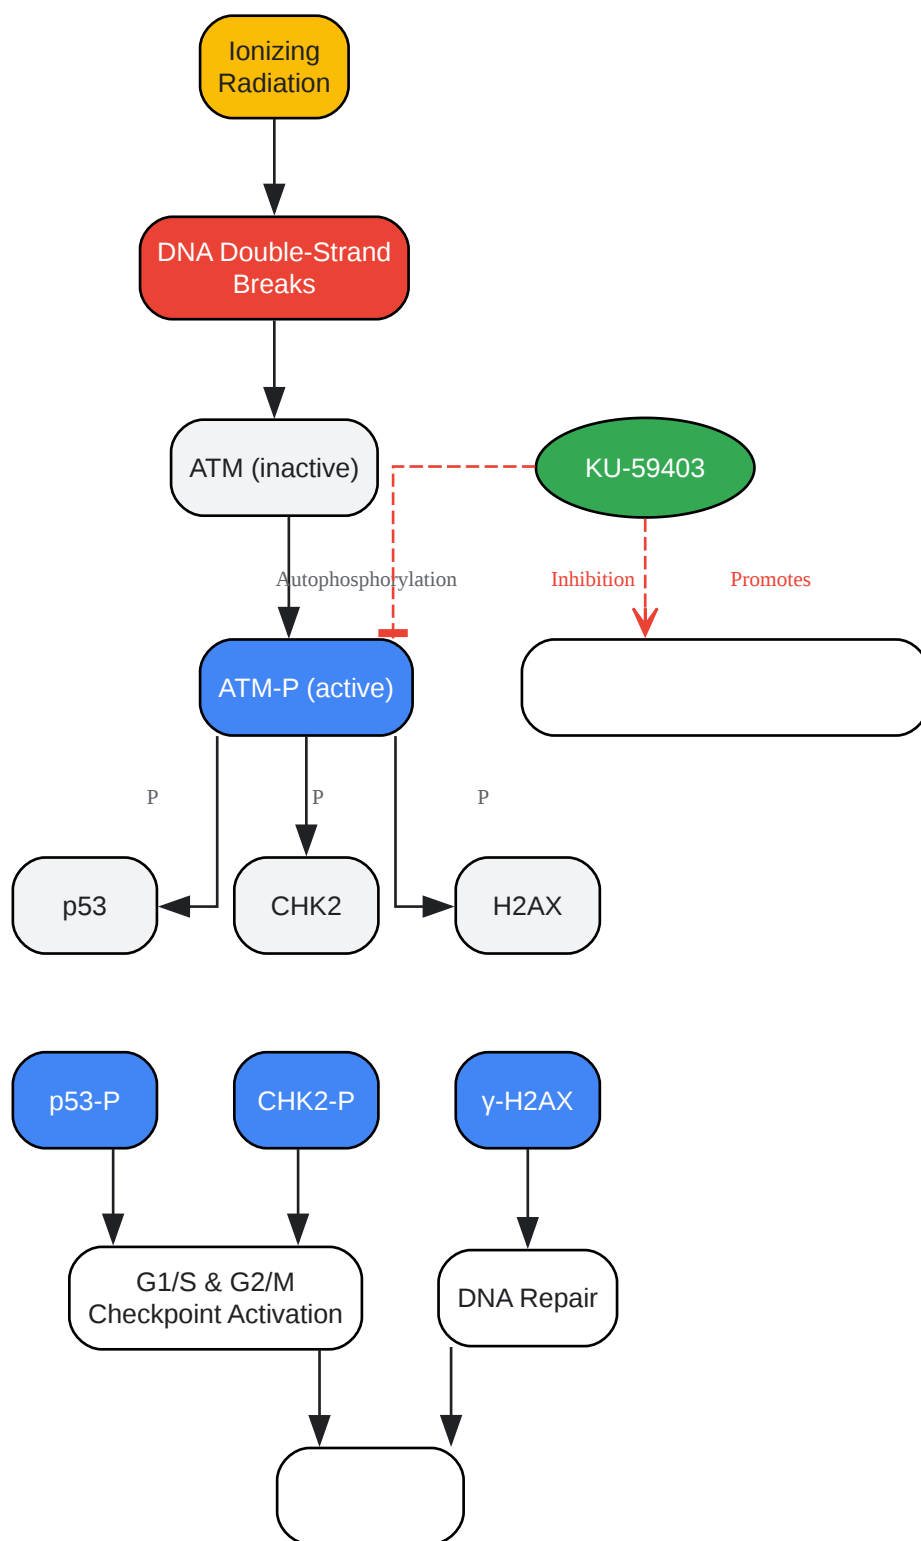 Ionizing
Radiation
DNA Double-Strand
Breaks
ATM (inactive)
KU-59403
Autophosphorylation
Inhibition
Promotes
ATM-P (active)
P
P
P
p53
CHK2
H2AX
p53-P
CHK2-P
γ-H2AX
G1/S & G2/M
Checkpoint Activation
DNA Repair